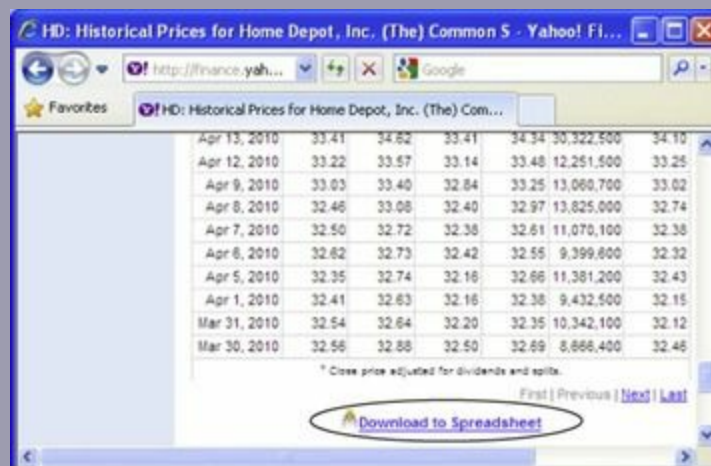 HD: Historical Prices for Home Depot, Inc. (The) Common S - Yahoo! Fi...
http://finance.yah... Google
Favorites HD: Historical Prices for Home Depot, Inc. (The) Com...
Apr 13, 2010 33.41 34.62 33.41 34.34 30,322,500 34.10
Apr 12, 2010 33.22 33.57 33.14 33.48 12,251,500 33.25
Apr 9, 2010 33.03 33.40 32.84 33.25 13,060,700 33.02
Apr 8, 2010 32.46 33.08 32.40 32.97 13,825,000 32.74
Apr 7, 2010 32.50 32.72 32.38 32.61 11,070,100 32.38
Apr 6, 2010 32.62 32.73 32.42 32.55 9,399,600 32.32
Apr 5, 2010 32.35 32.74 32.16 32.66 11,381,200 32.43
Apr 1, 2010 32.41 32.63 32.16 32.38 9,432,500 32.15
Mar 31, 2010 32.54 32.64 32.20 32.35 10,342,100 32.12
Mar 30, 2010 32.56 32.88 32.50 32.69 8,666,400 32.46
* Close price adjusted for dividends and splits.
First | Previous | Next | Last
Download to Spreadsheet